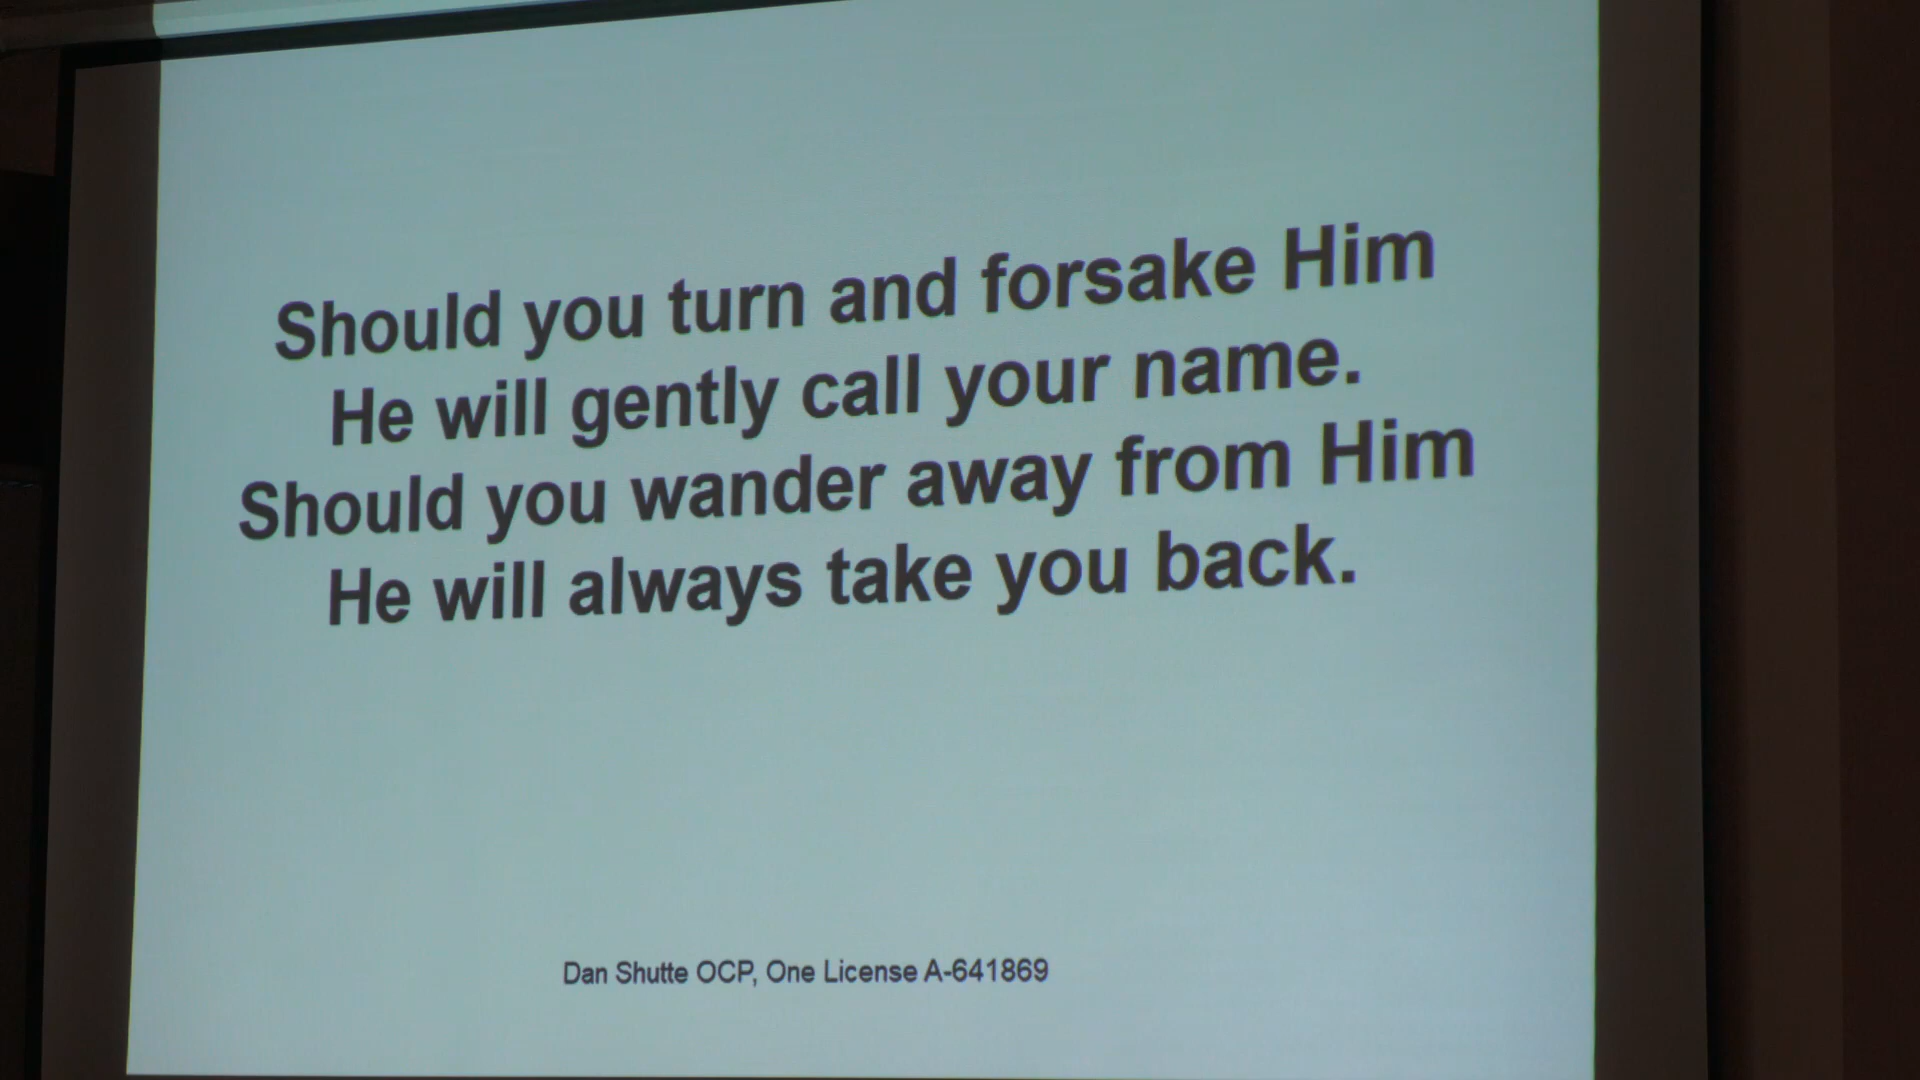 Should you turn and forsake Him
He will gently call your name.
Should you wander away from Him
He will always take you back.
Dan Shutte OCP, One License A-641869